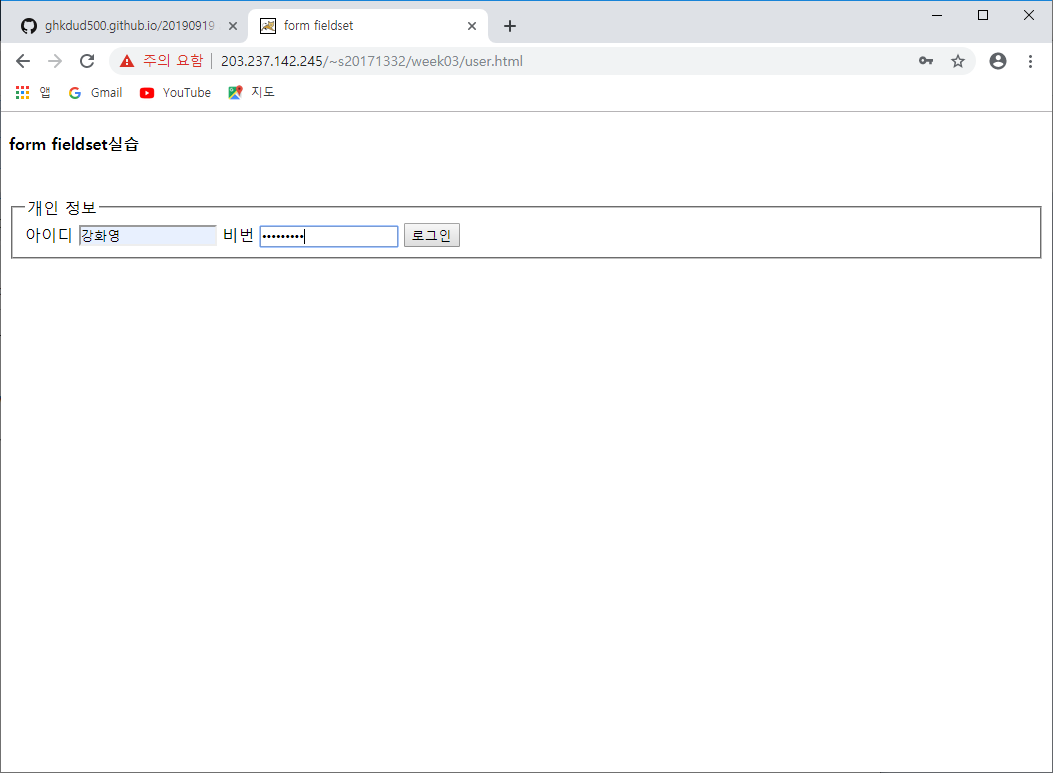 ghkdud500.github.io/20190919
form fieldset
주의 요함 203.237.142.245/~s20171332/week03/user.html
앱 Gmail YouTube 지도
form fieldset실습
개인 정보
아이디 강화영 비번 ••••••••• 로그인